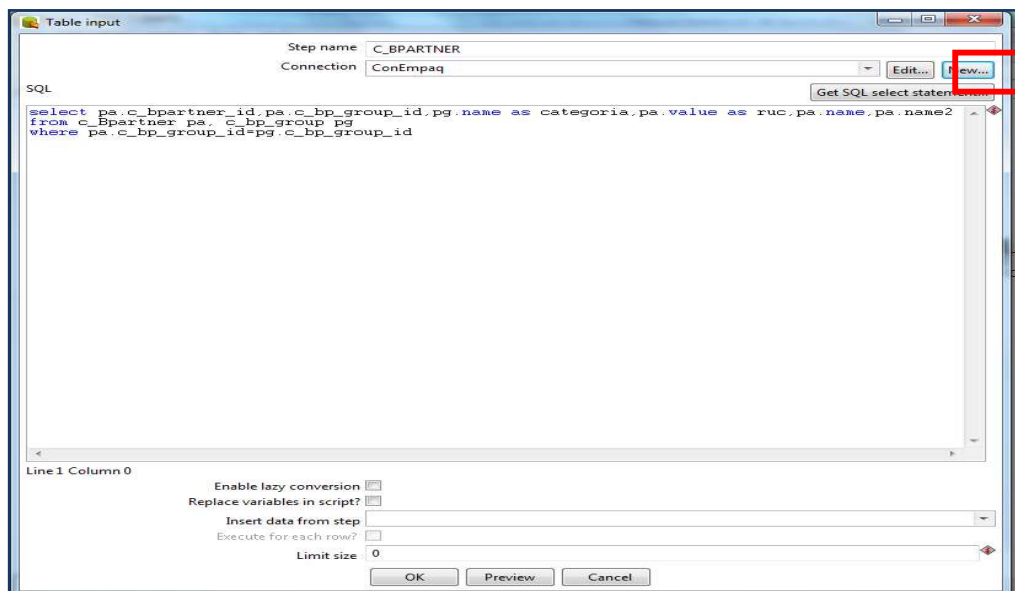 Table input
Step name C_BPARTNER
Connection ConEmpaq Edit... New...
SQL
Get SQL select statement...
select pa.c_bpartner_id,pa.c_bp_group_id,pg.name as categoria,pa.value as ruc,pa.name,pa.name2
from c_Bpartner pa, c_bp_group pg
where pa.c_bp_group_id=pg.c_bp_group_id
Line 1 Column 0
Enable lazy conversion
Replace variables in script?
Insert data from step
Execute for each row?
Limit size 0
OK Preview Cancel